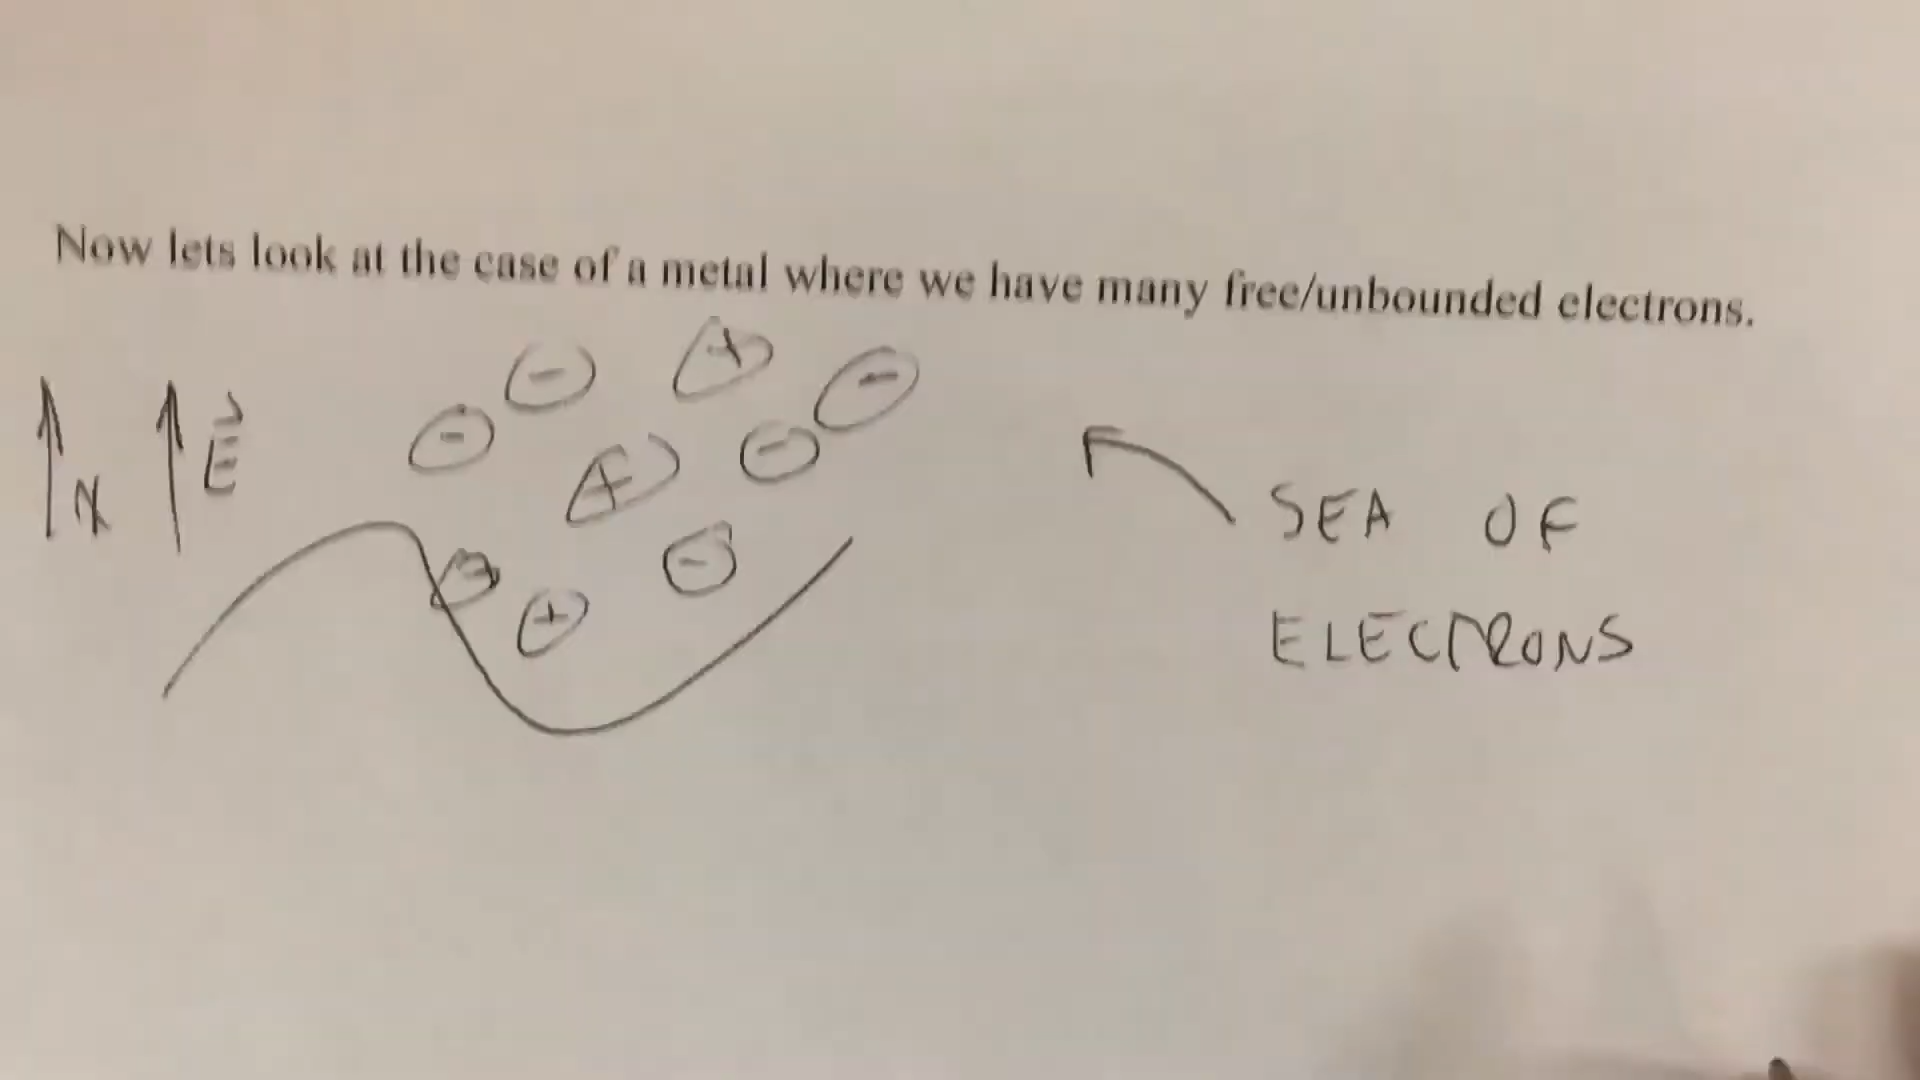 Now lets look at the case of a metal where we have many free/unbounded electrons.
x E
- + -
- + -
- + -
SEA OF
ELECTRONS